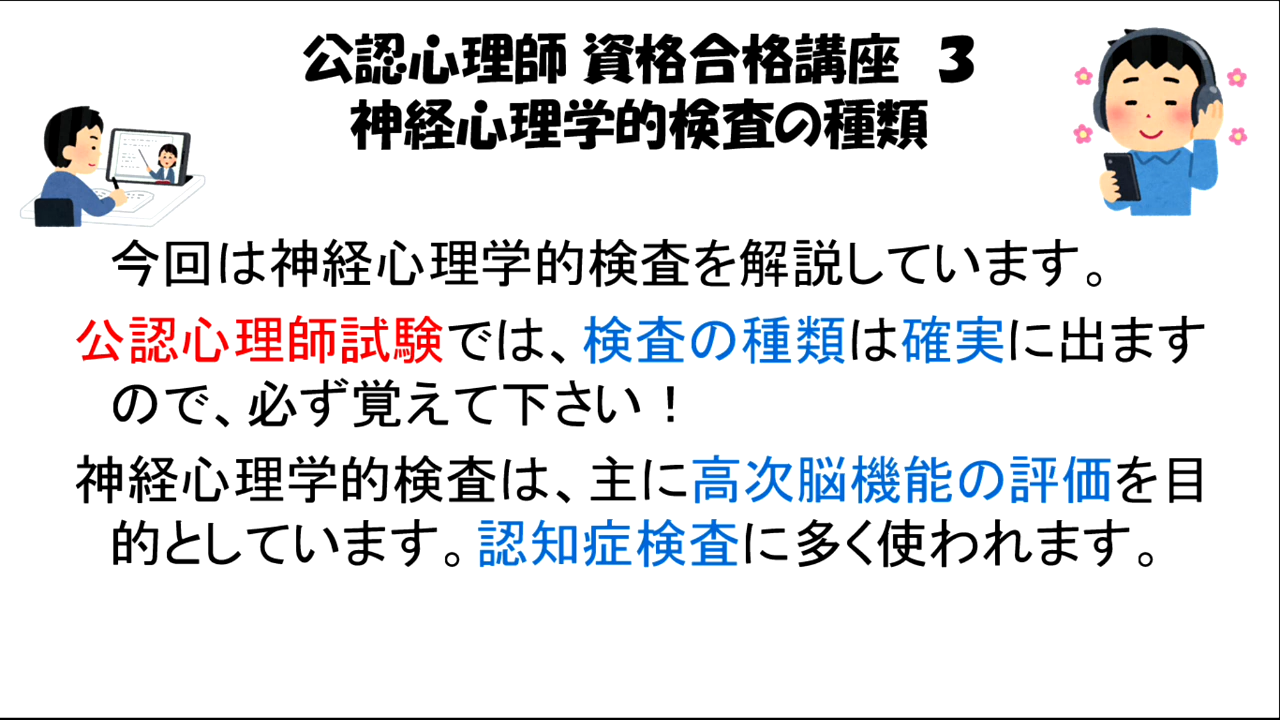 公認心理師 資格合格講座 3
神経心理学的検査の種類
今回は神経心理学的検査を解説しています。
公認心理師試験では、検査の種類は確実に出ます
ので、必ず覚えて下さい！
神経心理学的検査は、主に高次脳機能の評価を目
的としています。認知症検査に多く使われます。